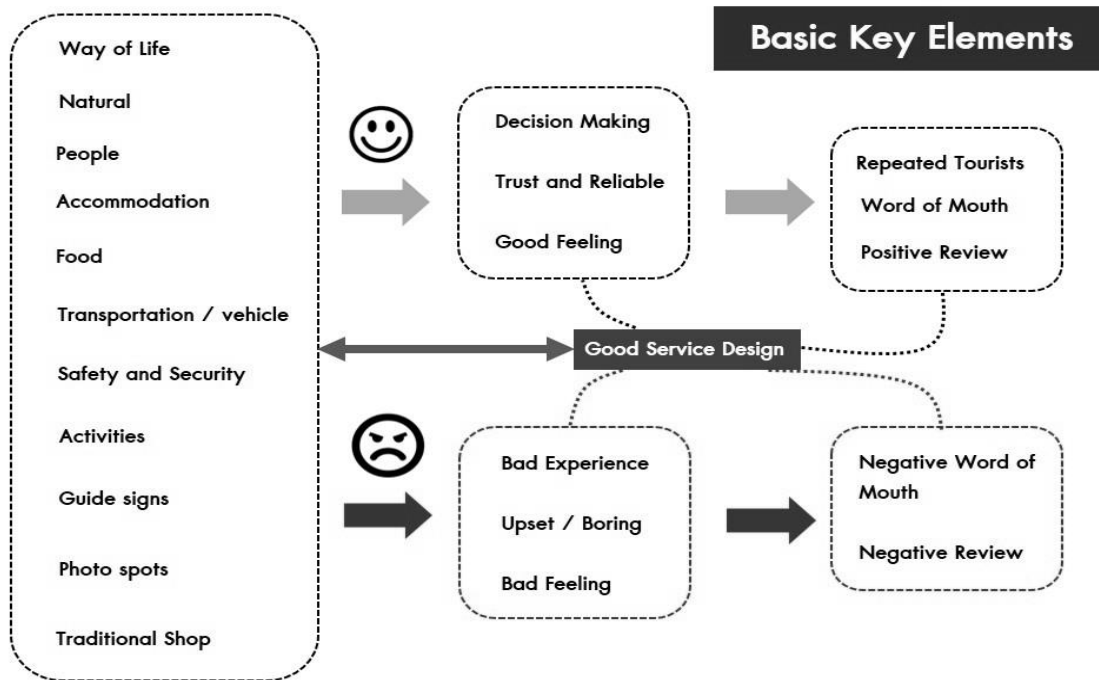 Basic Key Elements
Way of Life
Natural
People
Accommodation
Food
Transportation / vehicle
Safety and Security
Activities
Guide signs
Photo spots
Traditional Shop
Decision Making
Trust and Reliable
Good Feeling
Repeated Tourists
Word of Mouth
Positive Review
Good Service Design
Bad Experience
Upset / Boring
Bad Feeling
Negative Word of
Mouth
Negative Review